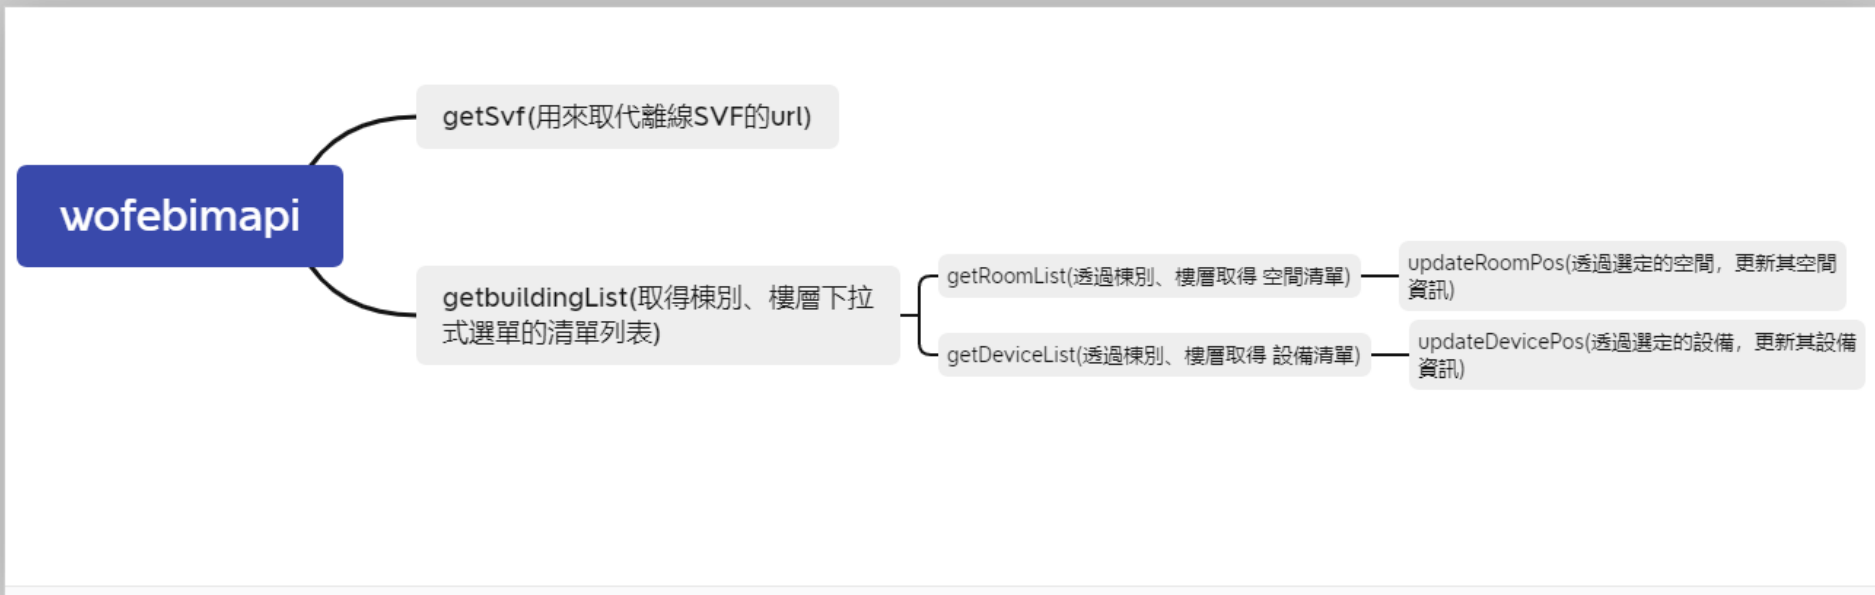 wofebimapi
getSvf(用來取代離線SVF的url)
getbuildingList(取得棟別、樓層下拉
式選單的清單列表)
getRoomList(透過棟別、樓層取得 空間清單)
updateRoomPos(透過選定的空間，更新其空間
資訊)
getDeviceList(透過棟別、樓層取得 設備清單)
updateDevicePos(透過選定的設備，更新其設備
資訊)